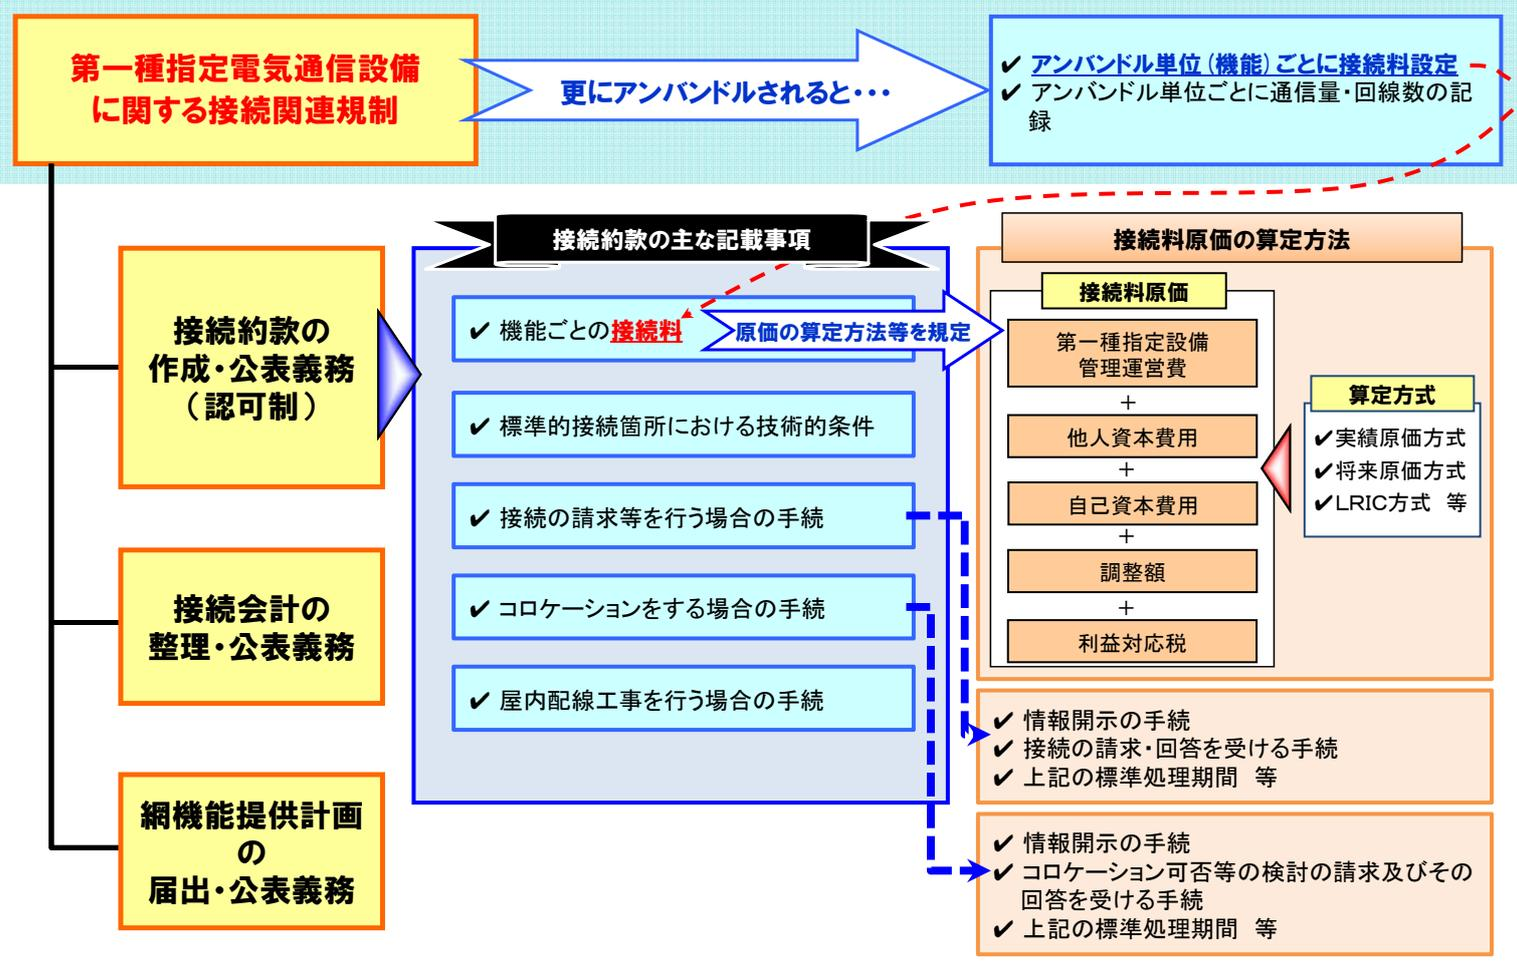 第一種指定電気通信設備
に関する接続関連規制
更にアンバンドルされると・・・
✔ アンバンドル単位(機能)ごとに接続料設定
✔ アンバンドル単位ごとに通信量・回線数の記
録
接続約款の
作成・公表義務
(認可制)
接続会計の
整理・公表義務
網機能提供計画
の
届出・公表義務
接続約款の主な記載事項
✔ 機能ごとの接続料
原価の算定方法等を規定
✔ 標準的接続箇所における技術的条件
✔ 接続の請求等を行う場合の手続
✔ コロケーションをする場合の手続
✔ 屋内配線工事を行う場合の手続
接続料原価の算定方法
接続料原価
第一種指定設備
管理運営費
+
他人資本費用
+
自己資本費用
+
調整額
+
利益対応税
算定方式
✔実績原価方式
✔将来原価方式
✔LRIC方式 等
✔ 情報開示の手続
✔ 接続の請求・回答を受ける手続
✔ 上記の標準処理期間 等
✔ 情報開示の手続
✔ コロケーション可否等の検討の請求及びその
回答を受ける手続
✔ 上記の標準処理期間 等